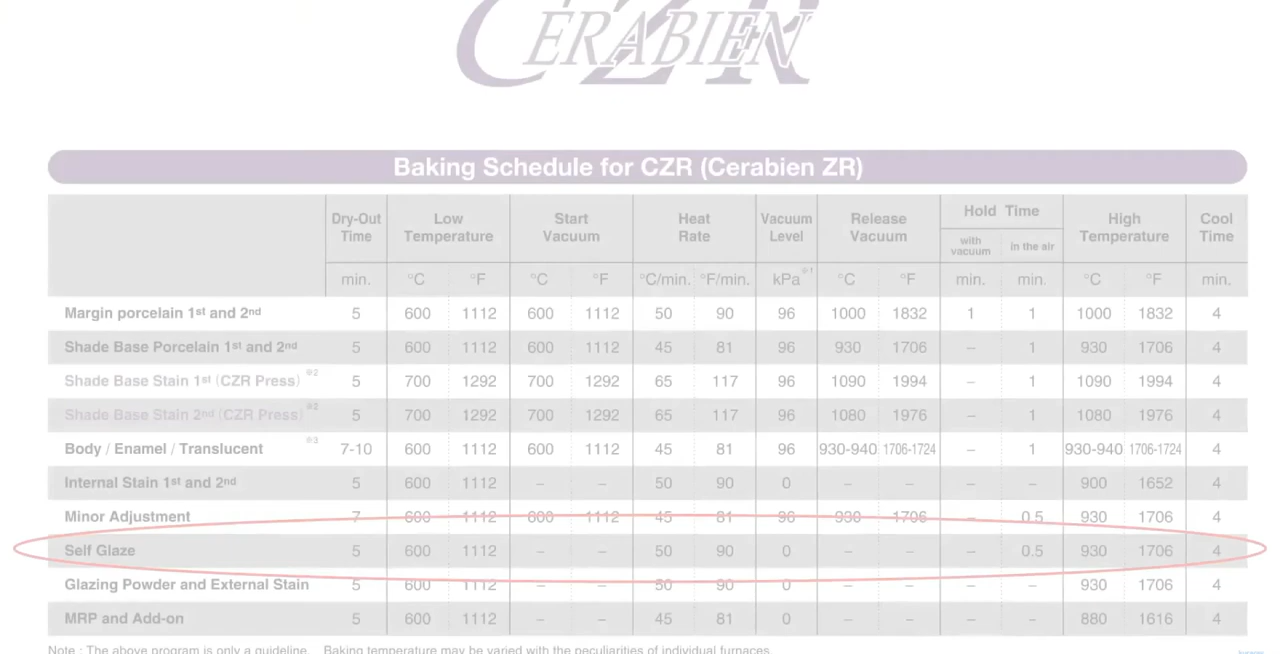 CERABIEN
CZR
Baking Schedule for CZR (Cerabien ZR)
Dry-Out Time Low Temperature Start Vacuum Heat Rate Vacuum Level Release Vacuum Hold Time High Temperature Cool Time
with vacuum in the air
min. °C °F °C °F °C/min. °F/min. kPa※1 °C °F min. min. °C °F min.
Margin porcelain 1st and 2nd 5 600 1112 600 1112 50 90 96 1000 1832 1 1 1000 1832 4
Shade Base Porcelain 1st and 2nd 5 600 1112 600 1112 45 81 96 930 1706 – 1 930 1706 4
Shade Base Stain 1st (CZR Press) ※2 5 700 1292 700 1292 65 117 96 1090 1994 – 1 1090 1994 4
Shade Base Stain 2nd (CZR Press) ※2 5 700 1292 700 1292 65 117 96 1080 1976 – 1 1080 1976 4
Body / Enamel / Translucent ※3 7-10 600 1112 600 1112 45 81 96 930-940 1706-1724 – 1 930-940 1706-1724 4
Internal Stain 1st and 2nd 5 600 1112 – – 50 90 0 – – – – 900 1652 4
Minor Adjustment 7 600 1112 600 1112 45 81 96 930 1706 – 0.5 930 1706 4
Self Glaze 5 600 1112 – – 50 90 0 – – – 0.5 930 1706 4
Glazing Powder and External Stain 5 600 1112 – – 50 90 0 – – – – 930 1706 4
MRP and Add-on 5 600 1112 – – 45 81 0 – – – – 880 1616 4
Note : The above program is only a guideline. Baking temperature may be varied with the peculiarities of individual furnaces.